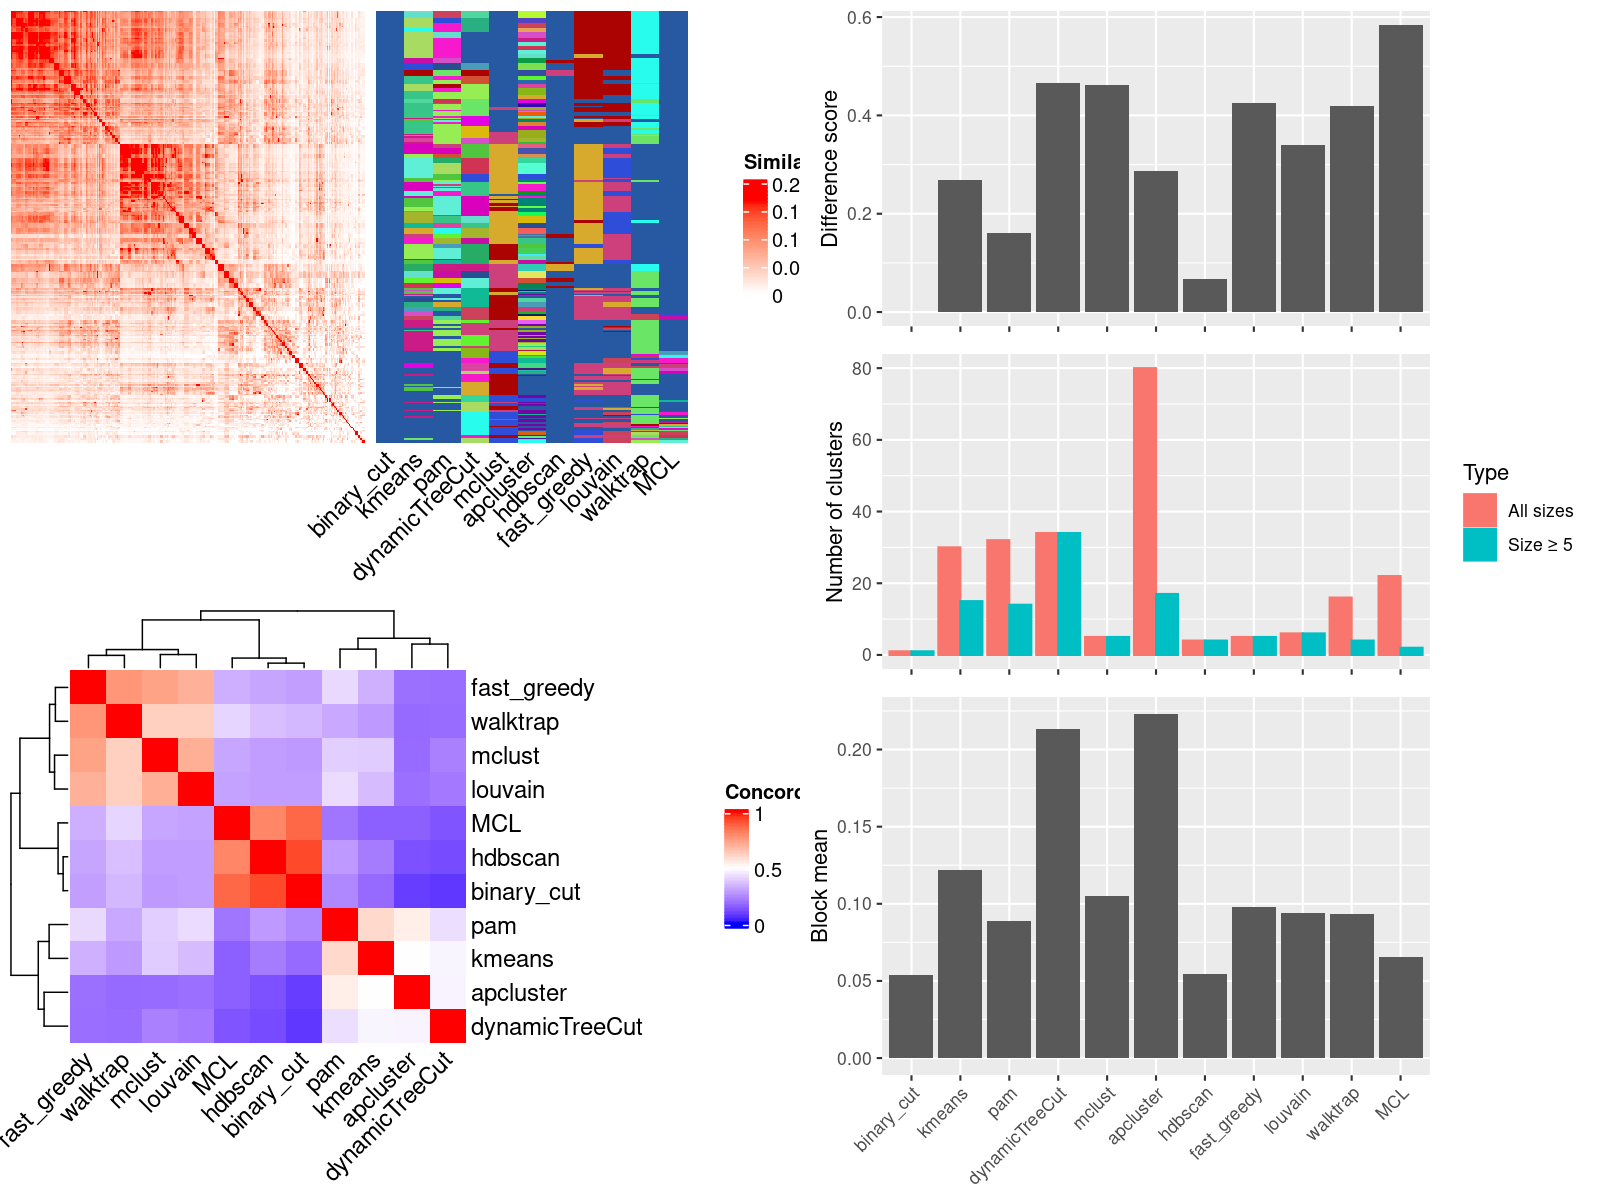 Simila
0.2
0.1
0.1
0.0
0
binary_cut
kmeans
pam
dynamicTreeCut
mclust
apcluster
hdbscan
fast_greedy
louvain
walktrap
MCL
fast_greedy
walktrap
mclust
louvain
MCL
hdbscan
binary_cut
pam
kmeans
apcluster
dynamicTreeCut
fast_greedy
walktrap
mclust
louvain
MCL
hdbscan
binary_cut
pam
kmeans
apcluster
dynamicTreeCut
Concord
1
0.5
0
Difference score
0.6
0.4
0.2
0.0
Number of clusters
80
60
40
20
0
Type
All sizes
Size ≥ 5
Block mean
0.20
0.15
0.10
0.05
0.00
binary_cut
kmeans
pam
dynamicTreeCut
mclust
apcluster
hdbscan
fast_greedy
louvain
walktrap
MCL